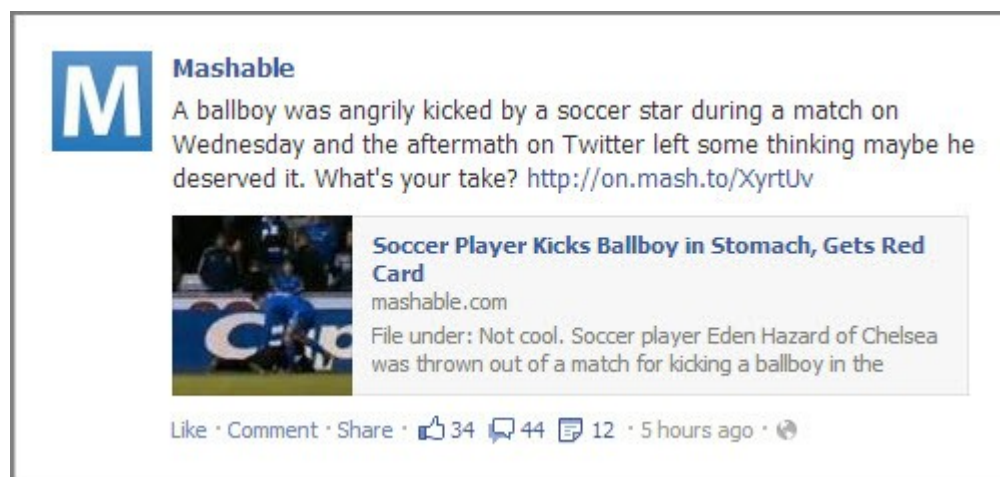 M
Mashable
A ballboy was angrily kicked by a soccer star during a match on
Wednesday and the aftermath on Twitter left some thinking maybe he
deserved it. What's your take? http://on.mash.to/XyrtUv
Soccer Player Kicks Ballboy in Stomach, Gets Red
Card
mashable.com
File under: Not cool. Soccer player Eden Hazard of Chelsea
was thrown out of a match for kicking a ballboy in the
Like · Comment · Share · 34 44 12 · 5 hours ago ·